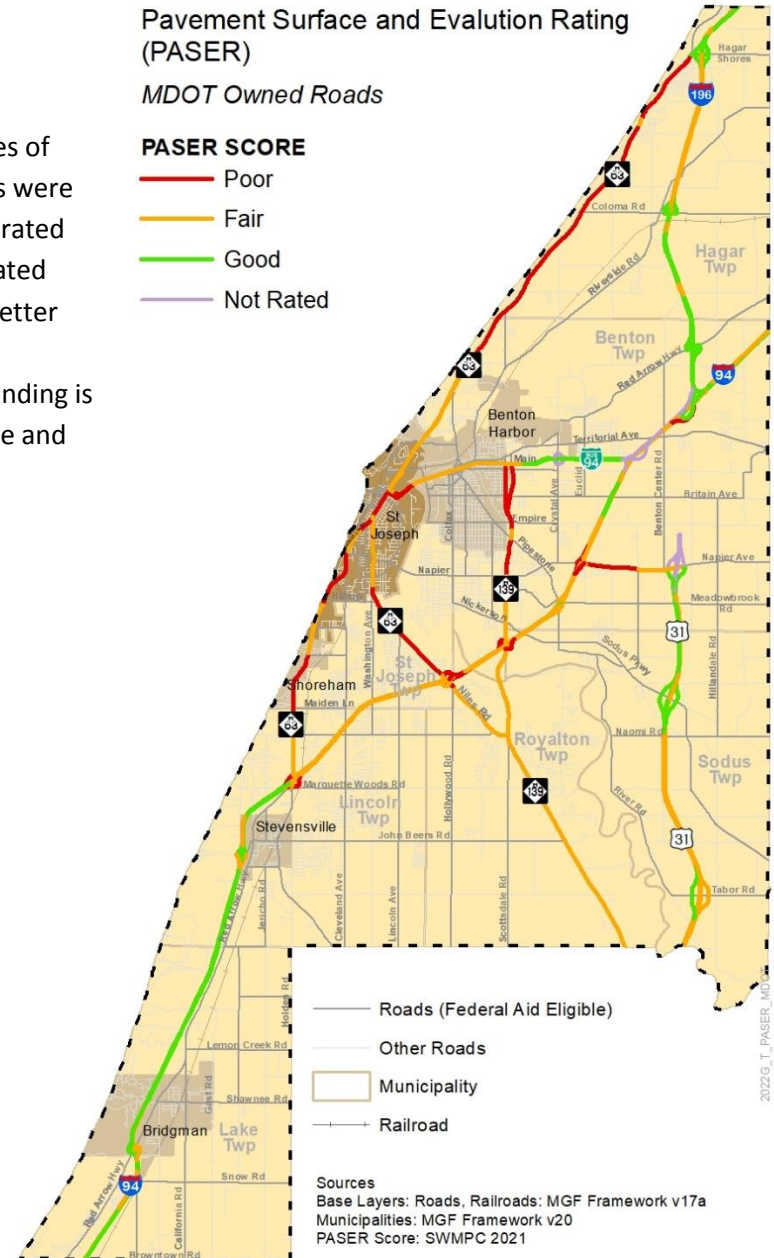 Pavement Surface and Evalution Rating
(PASER)
MDOT Owned Roads
PASER SCORE
Poor
Fair
Good
Not Rated
es of
s were
rated
ated
etter
nding is
e and
Hagar
Shores
196
63
Coloma Rd
Hagar
Twp
Riverside Rd
Benton
Twp
Red Arrow Hwy
63
94
Benton
Harbor
Territorial Ave
Main
94
Euclid
Crystal Ave
Benton Center Rd
Britain Ave
St
Joseph
Colfax
Empire
Pipestone
Napier
Napier Ave
139
Nickerson
Meadowbrook
Rd
63
Washington Ave
31
Sodus Pkwy
Hillandale Rd
St
Joseph
Twp
Shoreham
Maiden Ln
Niles Rd
63
Royalton
Twp
Naomi Rd
Sodus
Twp
Marquette Woods Rd
Hollywood Rd
139
River Rd
Lincoln
Twp
Stevensville
John Beers Rd
31
Red Arrow Hwy
Jericho Rd
Cleveland Ave
Lincoln Ave
Scottsdale Rd
Tabor Rd
Holden Rd
Lemon Creek Rd
Gast Rd
Shawnee Rd
Bridgman
Lake
Twp
Snow Rd
94
Red Arrow Hwy
California Rd
Browntown Rd
Roads (Federal Aid Eligible)
Other Roads
Municipality
Railroad
Sources
Base Layers: Roads, Railroads: MGF Framework v17a
Municipalities: MGF Framework v20
PASER Score: SWMPC 2021
2022G_T_PASER_MDOT